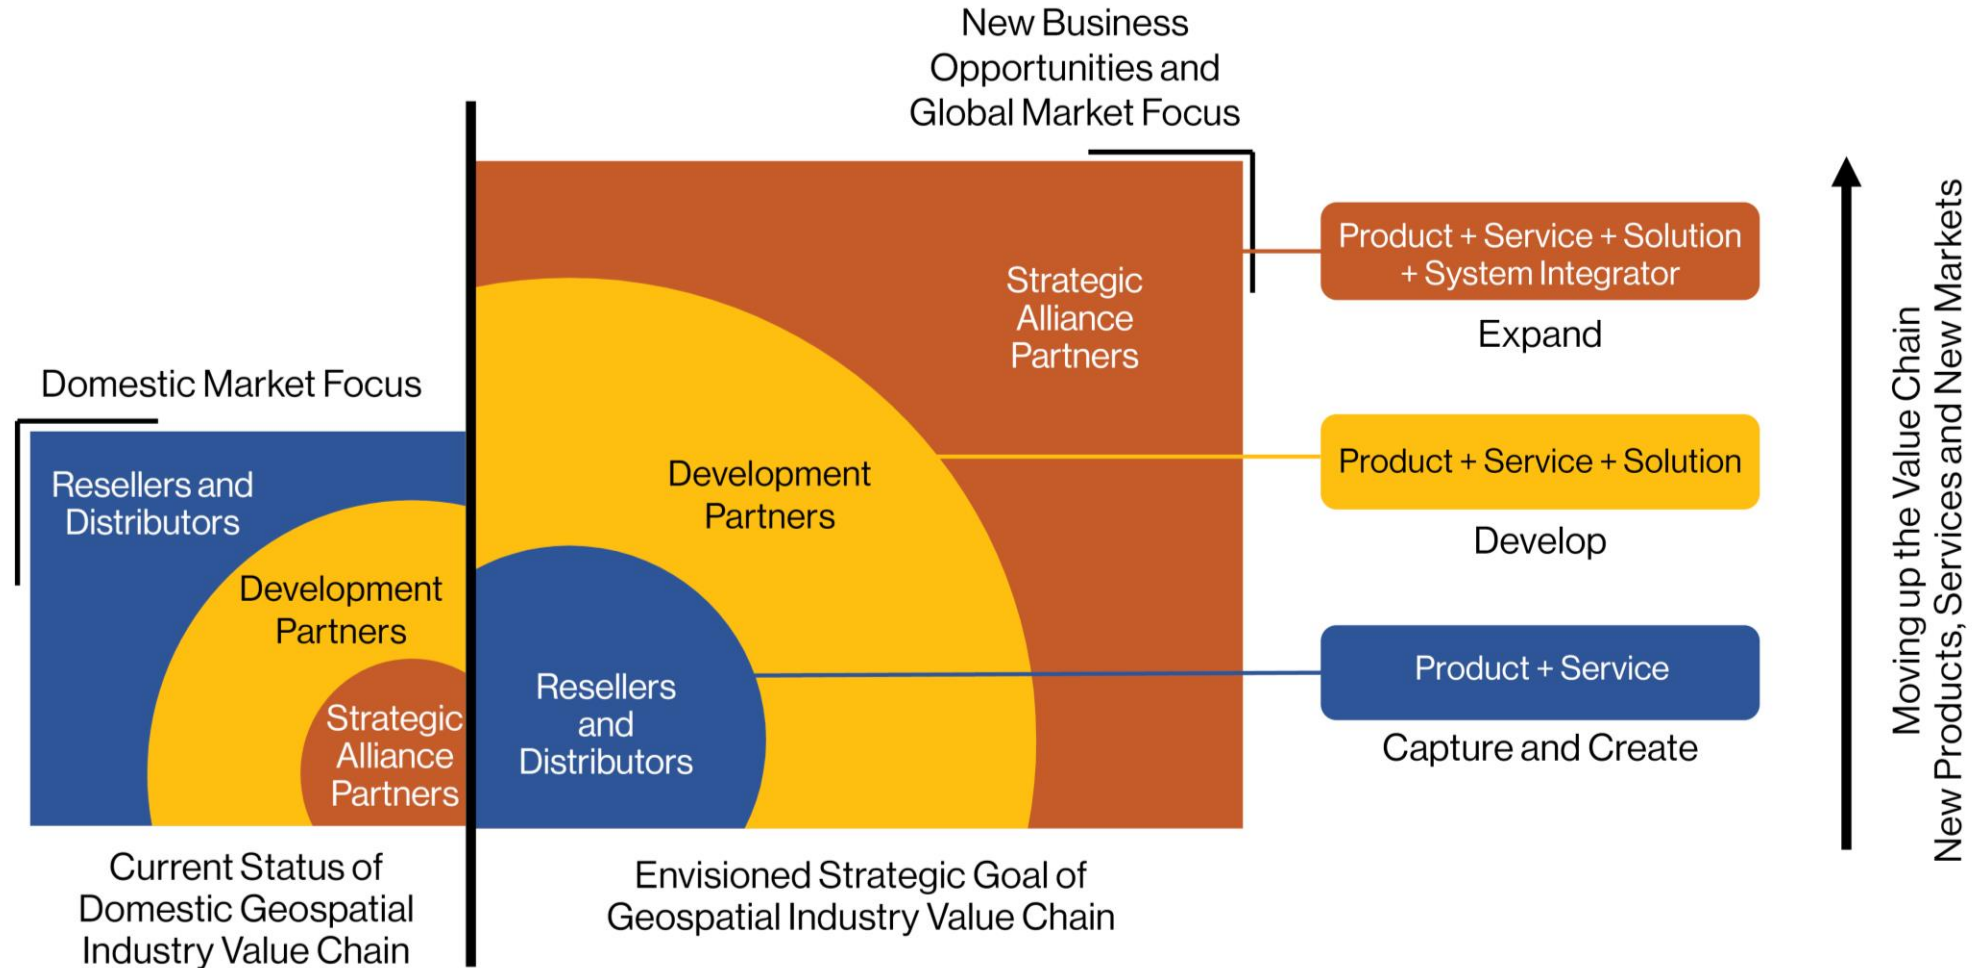 New Business
Opportunities and
Global Market Focus
Domestic Market Focus
Resellers and
Distributors
Development
Partners
Strategic
Alliance
Partners
Current Status of
Domestic Geospatial
Industry Value Chain
Strategic
Alliance
Partners
Development
Partners
Resellers
and
Distributors
Envisioned Strategic Goal of
Geospatial Industry Value Chain
Product + Service + Solution
+ System Integrator
Expand
Product + Service + Solution
Develop
Product + Service
Capture and Create
Moving up the Value Chain
New Products, Services and New Markets